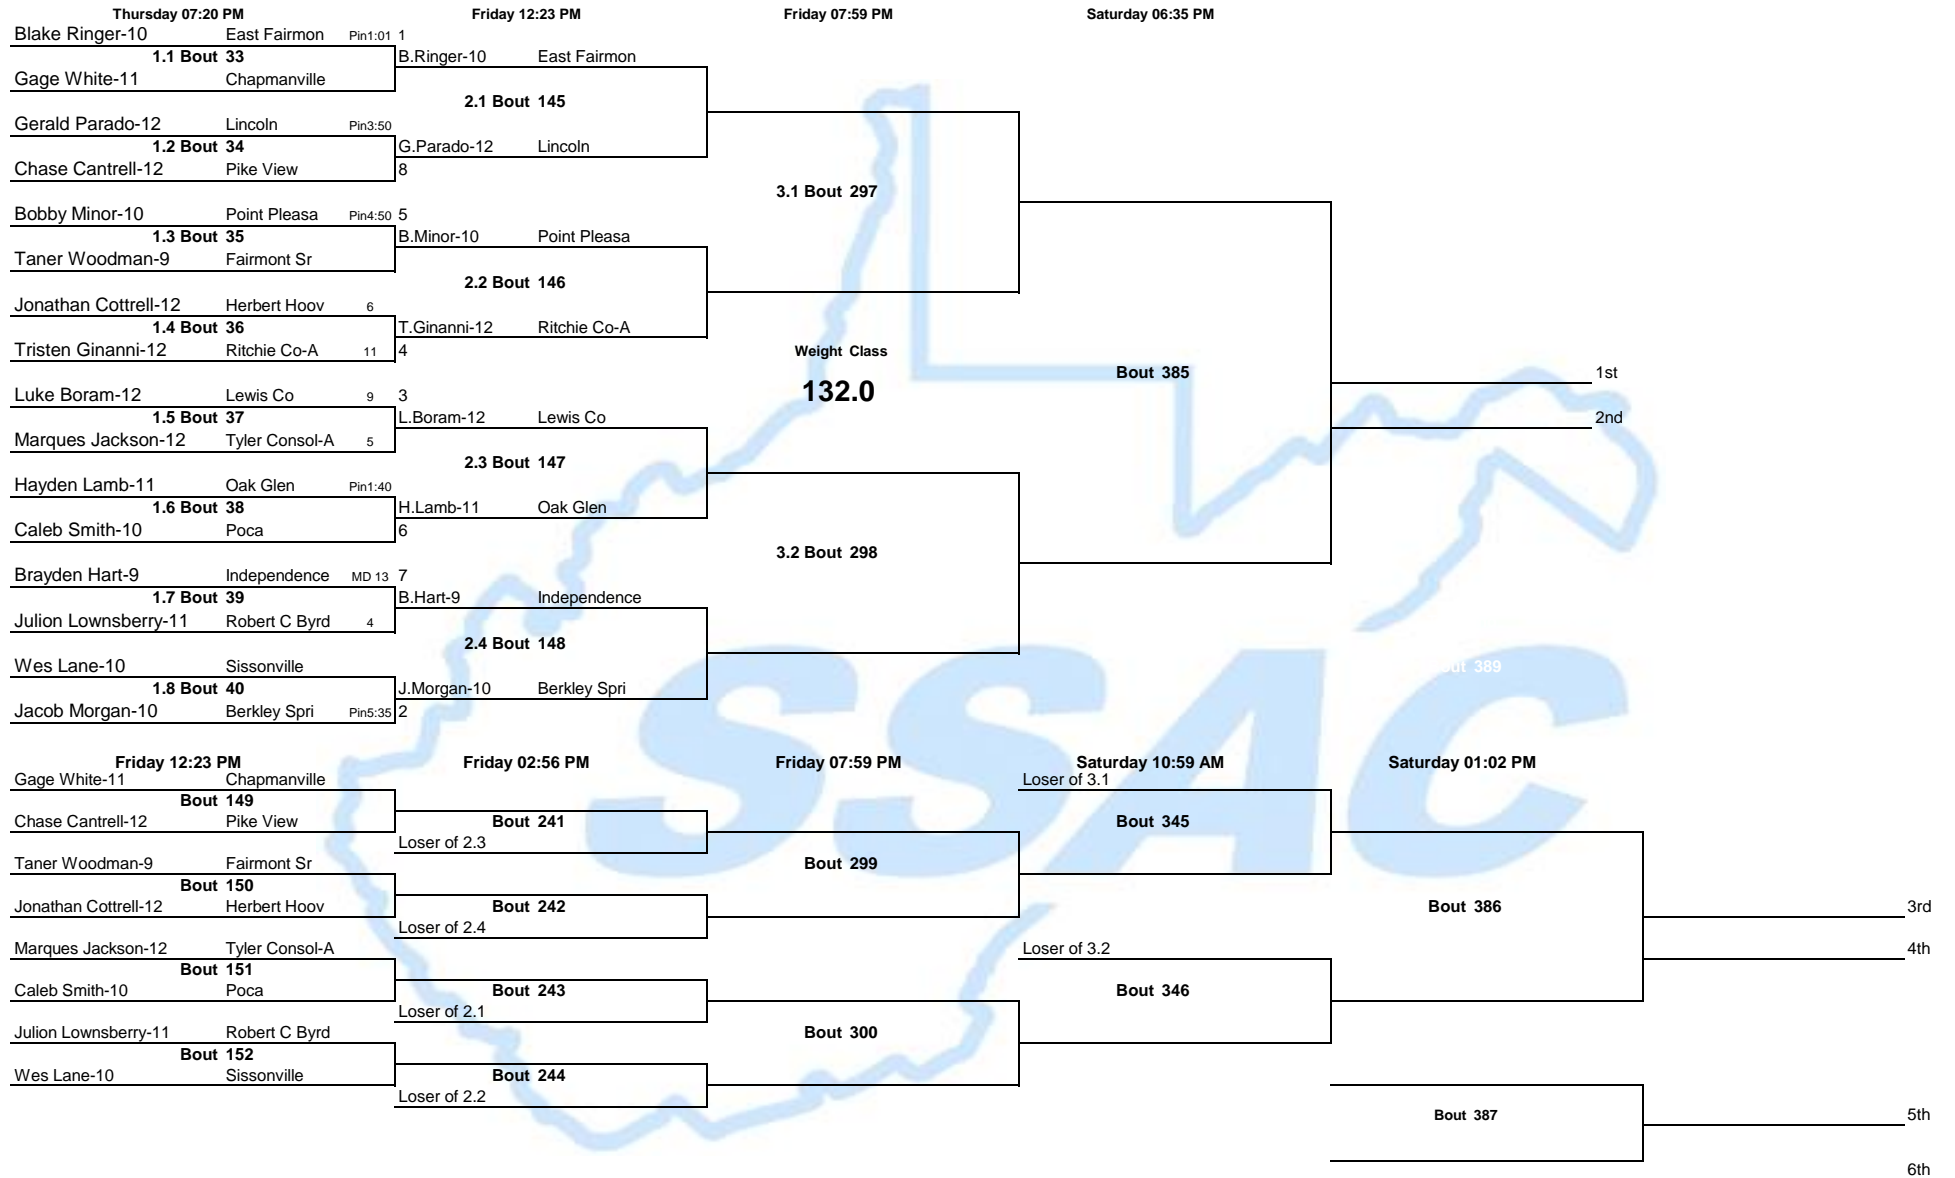 Thursday 07:20 PM Friday 12:23 PM Friday 07:59 PM Saturday 06:35 PM
Blake Ringer-10 East Fairmon Pin1:01 1
1.1 Bout 33 B.Ringer-10 East Fairmon
Gage White-11 Chapmanville
2.1 Bout 145
Gerald Parado-12 Lincoln Pin3:50
1.2 Bout 34 G.Parado-12 Lincoln
Chase Cantrell-12 Pike View 8
3.1 Bout 297
Bobby Minor-10 Point Pleasa Pin4:50 5
1.3 Bout 35 B.Minor-10 Point Pleasa
Taner Woodman-9 Fairmont Sr
2.2 Bout 146
Jonathan Cottrell-12 Herbert Hoov 6
1.4 Bout 36 T.Ginanni-12 Ritchie Co-A
Tristen Ginanni-12 Ritchie Co-A 11 4 Weight Class
Bout 385 1st
Luke Boram-12 Lewis Co 9 3 132.0
1.5 Bout 37 L.Boram-12 Lewis Co 2nd
Marques Jackson-12 Tyler Consol-A 5
2.3 Bout 147
Hayden Lamb-11 Oak Glen Pin1:40
1.6 Bout 38 H.Lamb-11 Oak Glen
Caleb Smith-10 Poca 6
3.2 Bout 298
Brayden Hart-9 Independence MD 13 7
1.7 Bout 39 B.Hart-9 Independence
Julion Lownsberry-11 Robert C Byrd 4
2.4 Bout 148
Wes Lane-10 Sissonville 389
1.8 Bout 40 J.Morgan-10 Berkley Spri
Jacob Morgan-10 Berkley Spri Pin5:35 2
SSAC
Friday 12:23 PM Friday 02:56 PM Friday 07:59 PM Saturday 10:59 AM Saturday 01:02 PM
Gage White-11 Chapmanville Loser of 3.1
Bout 149
Chase Cantrell-12 Pike View Bout 241 Bout 345
Loser of 2.3
Taner Woodman-9 Fairmont Sr Bout 299
Bout 150
Jonathan Cottrell-12 Herbert Hoov Bout 242 Bout 386 3rd
Loser of 2.4
Marques Jackson-12 Tyler Consol-A Loser of 3.2 4th
Bout 151
Caleb Smith-10 Poca Bout 243 Bout 346
Loser of 2.1
Julion Lownsberry-11 Robert C Byrd Bout 300
Bout 152
Wes Lane-10 Sissonville Bout 244
Loser of 2.2
Bout 387 5th
6th